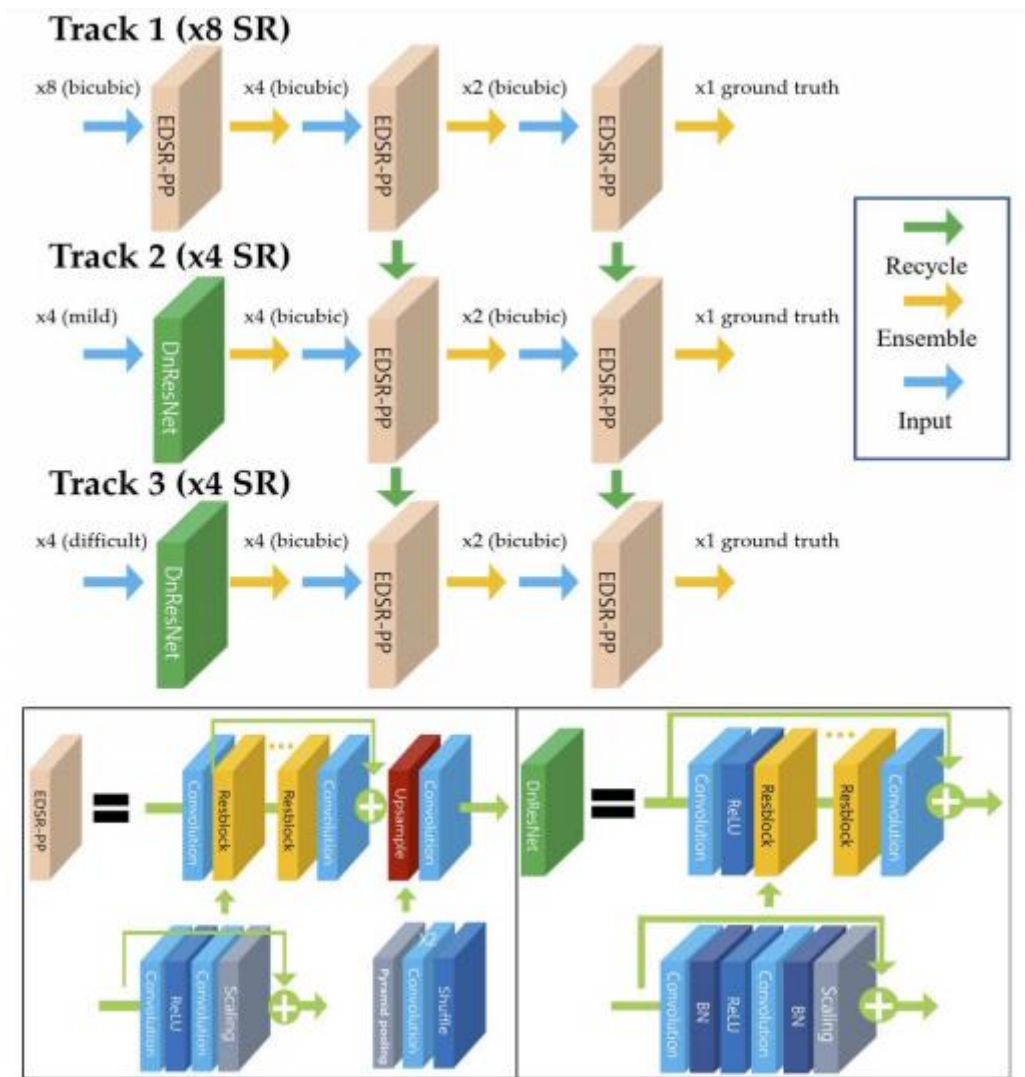 Track 1 (x8 SR)
x8 (bicubic)
x4 (bicubic)
x2 (bicubic)
x1 ground truth
EDSR-PP
EDSR-PP
EDSR-PP
Track 2 (x4 SR)
x4 (mild)
x4 (bicubic)
x2 (bicubic)
x1 ground truth
DnResNet
EDSR-PP
EDSR-PP
Track 3 (x4 SR)
x4 (difficult)
x4 (bicubic)
x2 (bicubic)
x1 ground truth
DnResNet
EDSR-PP
EDSR-PP
Recycle
Ensemble
Input
EDSR-PP
=
Convolution
Resblock
Resblock
Convolution
+
Upsample
Convolution
Convolution
ReLU
Convolution
Scaling
+
x2
Pyramid pooling
Convolution
Shuffle
DnResNet
=
Convolution
ReLU
Resblock
Resblock
Convolution
+
Convolution
BN
ReLU
Convolution
BN
Scaling
+